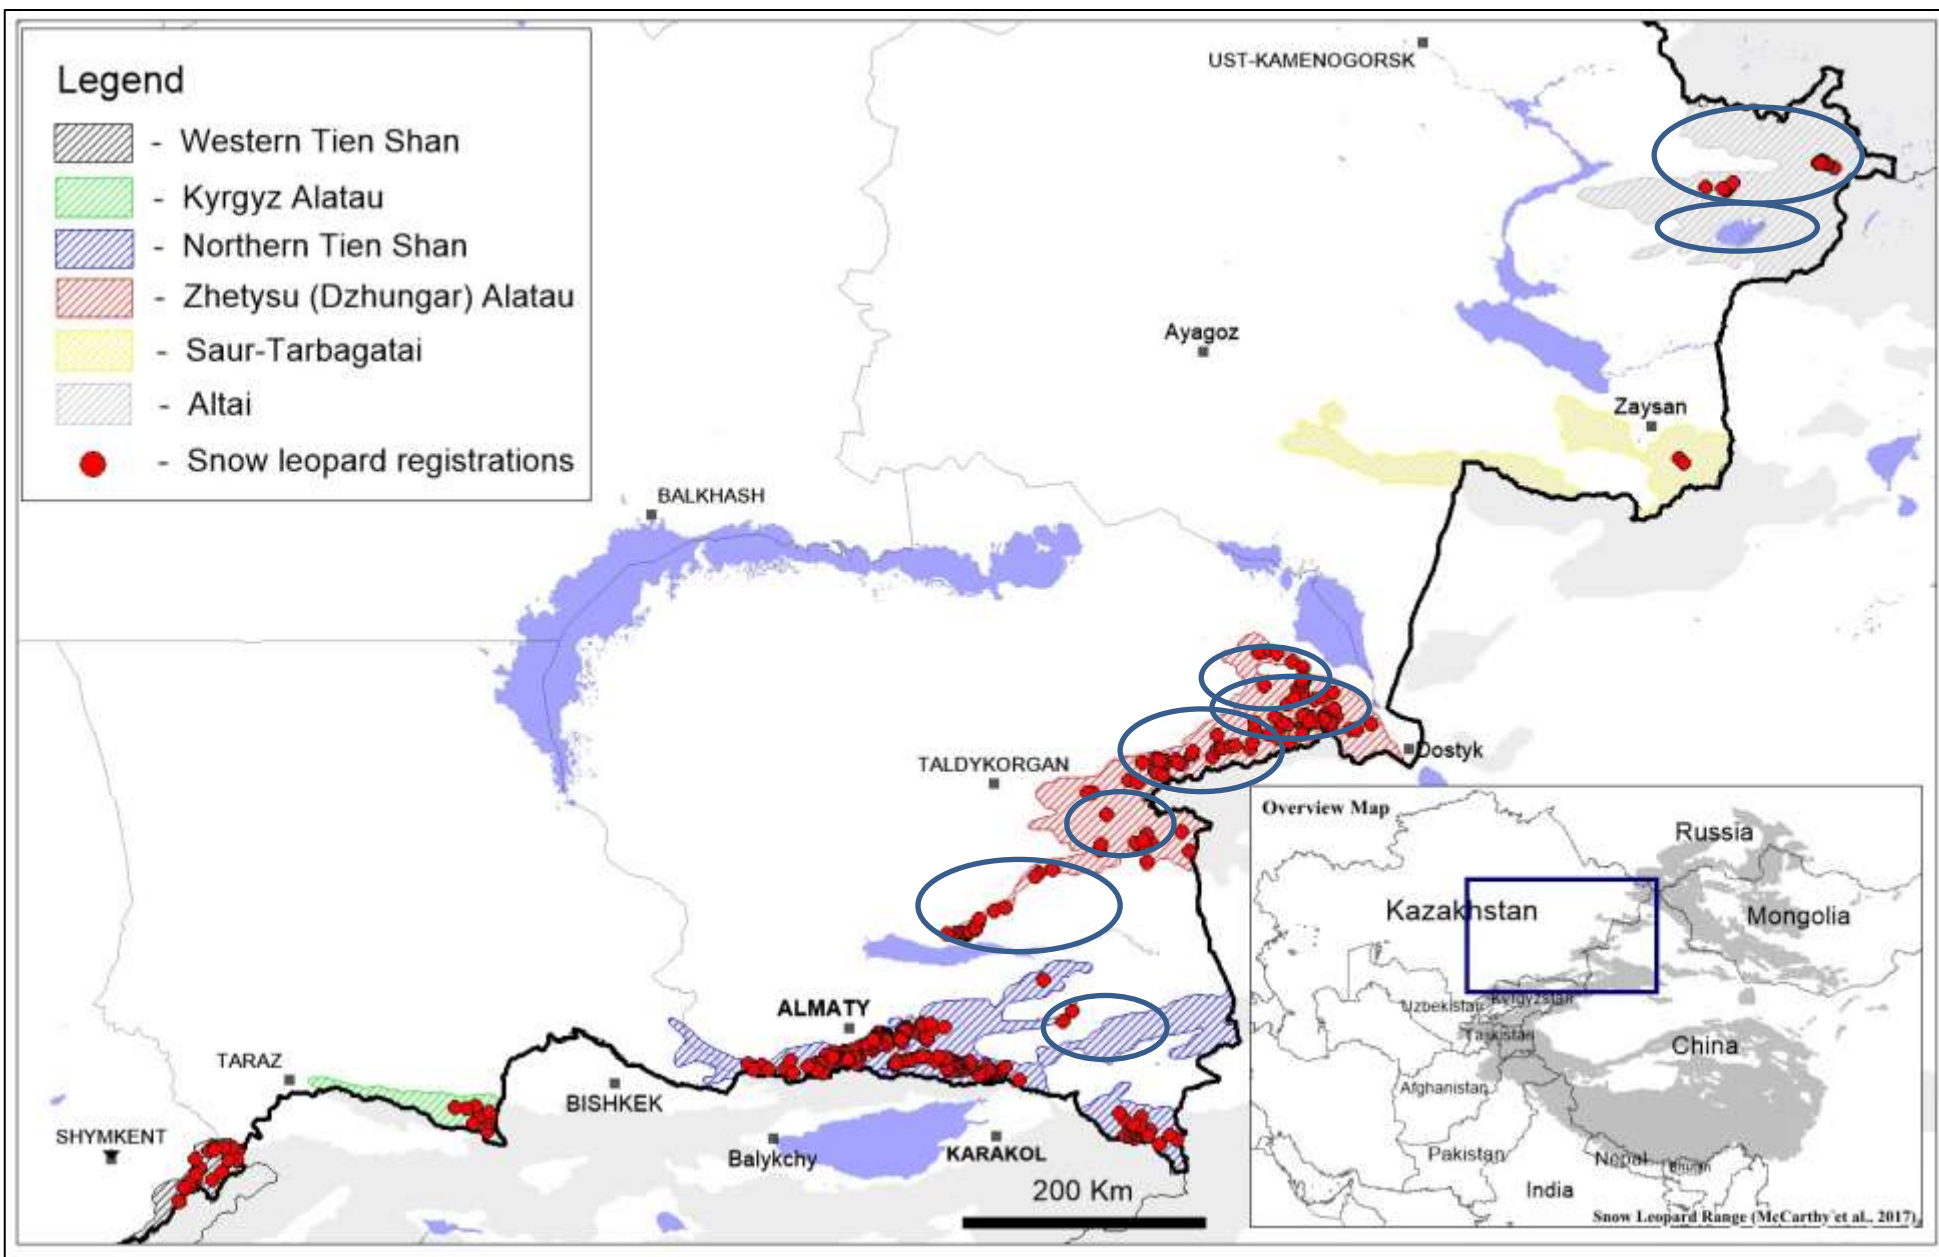 Legend
- Western Tien Shan
- Kyrgyz Alatau
- Northern Tien Shan
- Zhetysu (Dzhungar) Alatau
- Saur-Tarbagatai
- Altai
- Snow leopard registrations
UST-KAMENOGORSK
Ayagoz
Zaysan
BALKHASH
TALDYKORGAN
Dostyk
ALMATY
TARAZ
BISHKEK
SHYMKENT
Balykchy
KARAKOL
200 Km
Overview Map
Russia
Kazakhstan
Mongolia
Uzbekistan
Kyrgyzstan
Tajikistan
China
Afghanistan
Pakistan
Nepal
Bhutan
India
Snow Leopard Range (McCarthy et al., 2017)